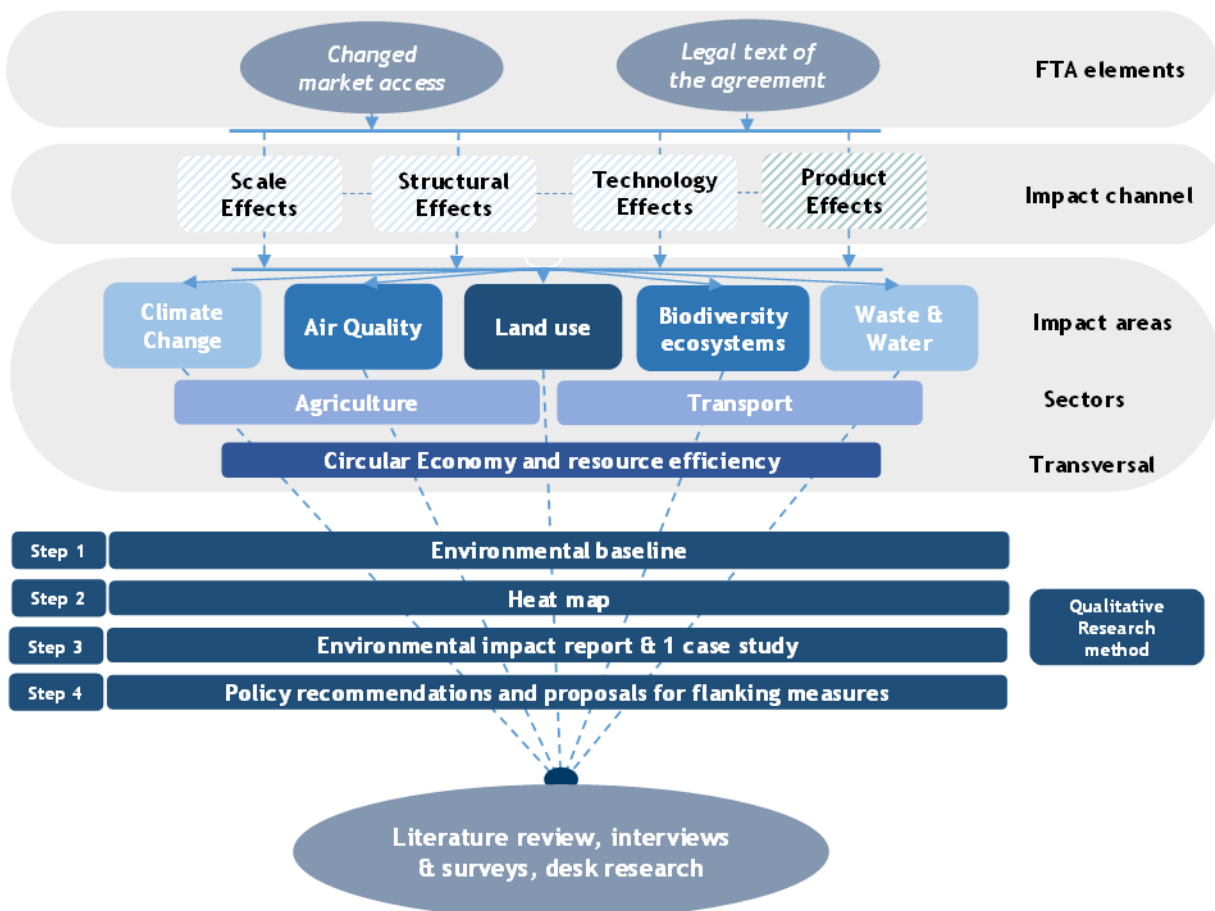 Changed
market access
Legal text of
the agreement
FTA elements
Scale
Effects
Structural
Effects
Technology
Effects
Product
Effects
Impact channel
Climate
Change
Air Quality
Land use
Biodiversity
ecosystems
Waste &
Water
Impact areas
Agriculture
Transport
Sectors
Circular Economy and resource efficiency
Transversal
Step 1
Environmental baseline
Step 2
Heat map
Step 3
Environmental impact report & 1 case study
Step 4
Policy recommendations and proposals for flanking measures
Qualitative
Research
method
Literature review, interviews
& surveys, desk research